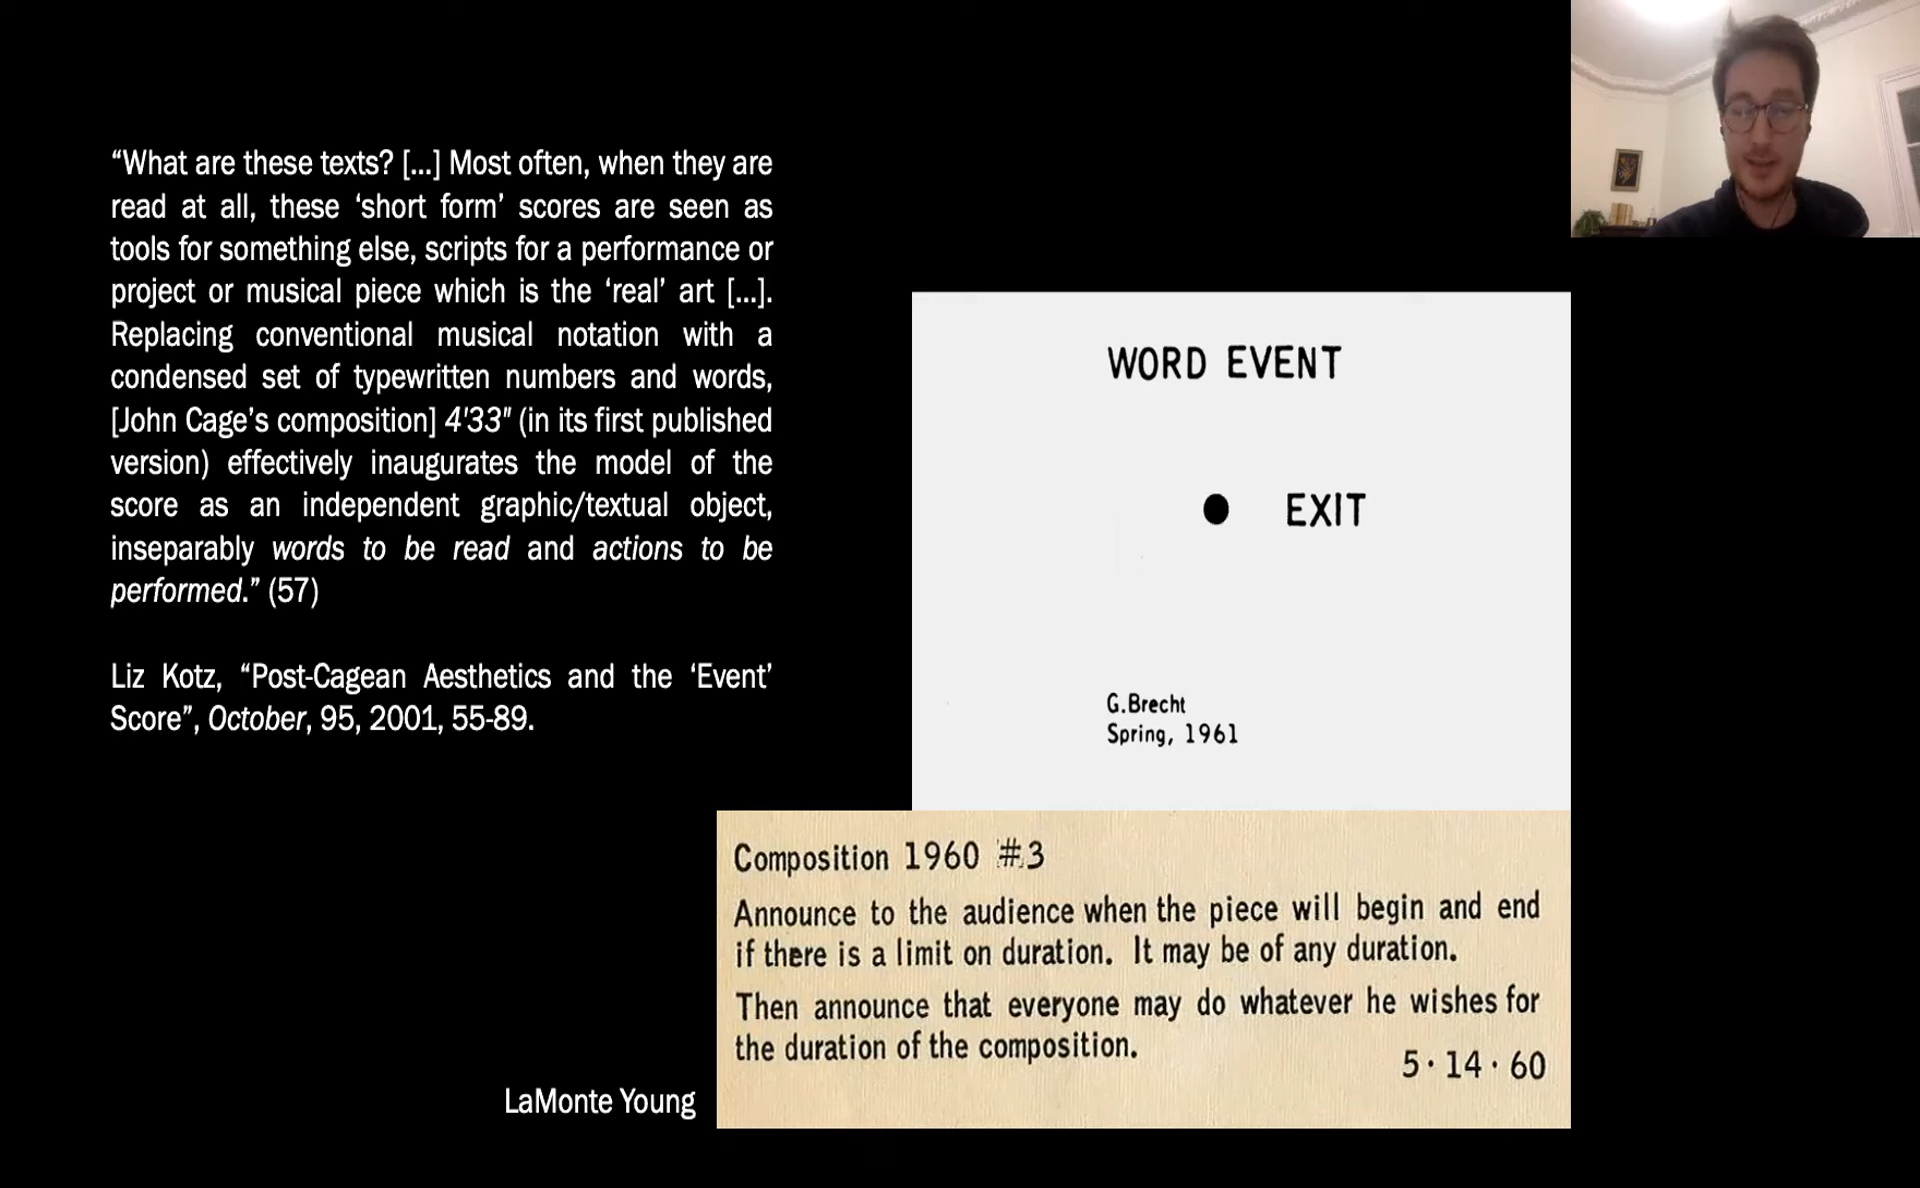 “What are these texts? [...] Most often, when they are
read at all, these ‘short form’ scores are seen as
tools for something else, scripts for a performance or
project or musical piece which is the ‘real’ art [...].
Replacing conventional musical notation with a
condensed set of typewritten numbers and words,
[John Cage’s composition] 4'33" (in its first published
version) effectively inaugurates the model of the
score as an independent graphic/textual object,
inseparably words to be read and actions to be
performed.” (57)
Liz Kotz, “Post-Cagean Aesthetics and the ‘Event’
Score”, October, 95, 2001, 55-89.
WORD EVENT
● EXIT
G.Brecht
Spring, 1961
Composition 1960 #3
Announce to the audience when the piece will begin and end
if there is a limit on duration. It may be of any duration.
Then announce that everyone may do whatever he wishes for
the duration of the composition.
5·14·60
LaMonte Young